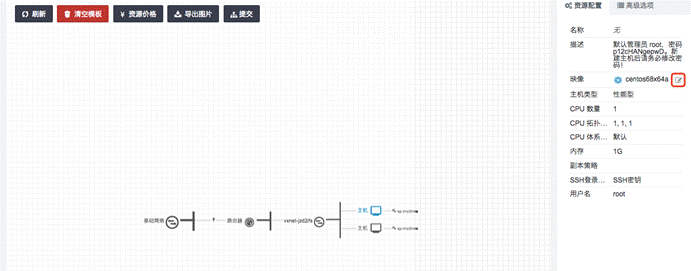 刷新
清空模板
¥ 资源价格
导出图片
提交
资源配置
高级选项
名称 无
描述 默认管理员 root，密码
p12cHANgepwD。新
建主机后请务必修改密
码！
映像 centos68x64a
主机类型 性能型
CPU 数量 1
CPU 拓扑... 1, 1, 1
CPU 体系... 默认
内存 1G
副本策略
SSH登录... SSH密钥
用户名 root
基础网络
路由器
主机
主机